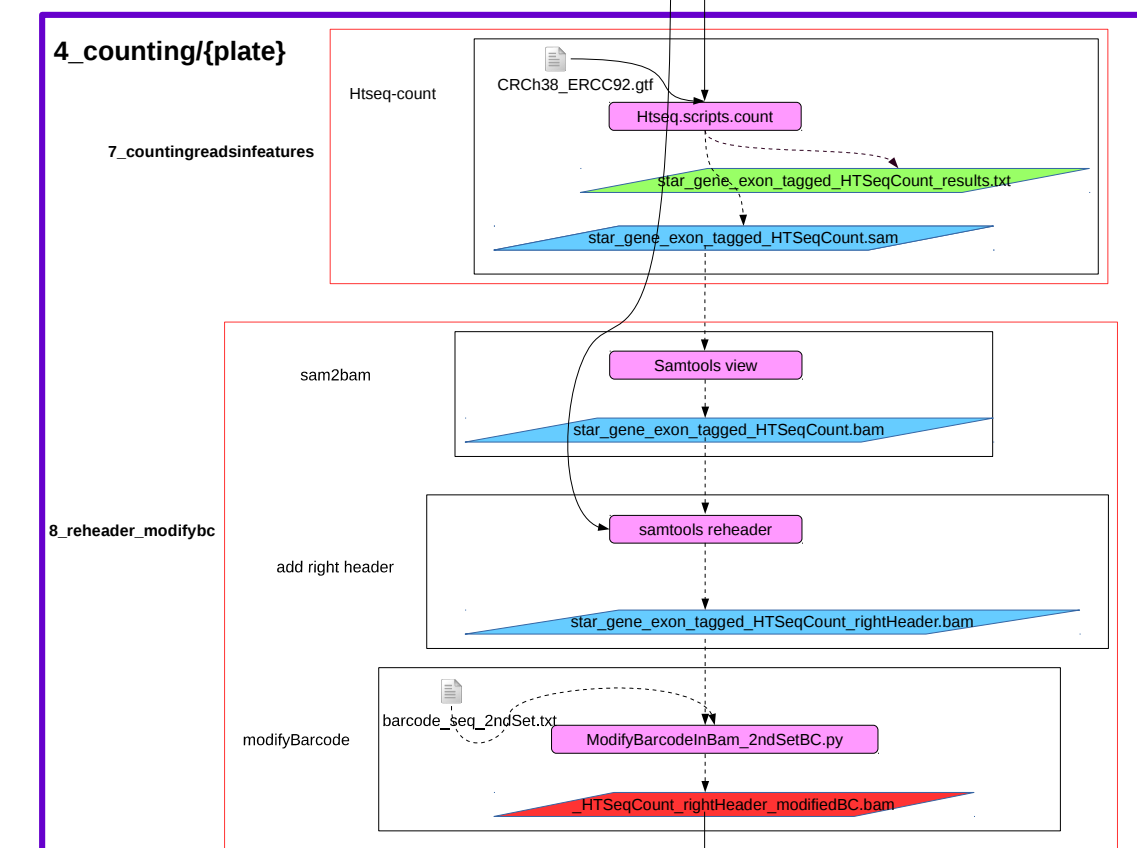 4_counting/{plate}
Htseq-count
CRCh38_ERCC92.gtf
Htseq.scripts.count
7_countingreadsinfeatures
star_gene_exon_tagged_HTSeqCount_results.txt
star_gene_exon_tagged_HTSeqCount.sam
sam2bam
Samtools view
star_gene_exon_tagged_HTSeqCount.bam
8_reheader_modifybc
samtools reheader
add right header
star_gene_exon_tagged_HTSeqCount_rightHeader.bam
barcode_seq_2ndSet.txt
modifyBarcode
ModifyBarcodeInBam_2ndSetBC.py
_HTSeqCount_rightHeader_modifiedBC.bam